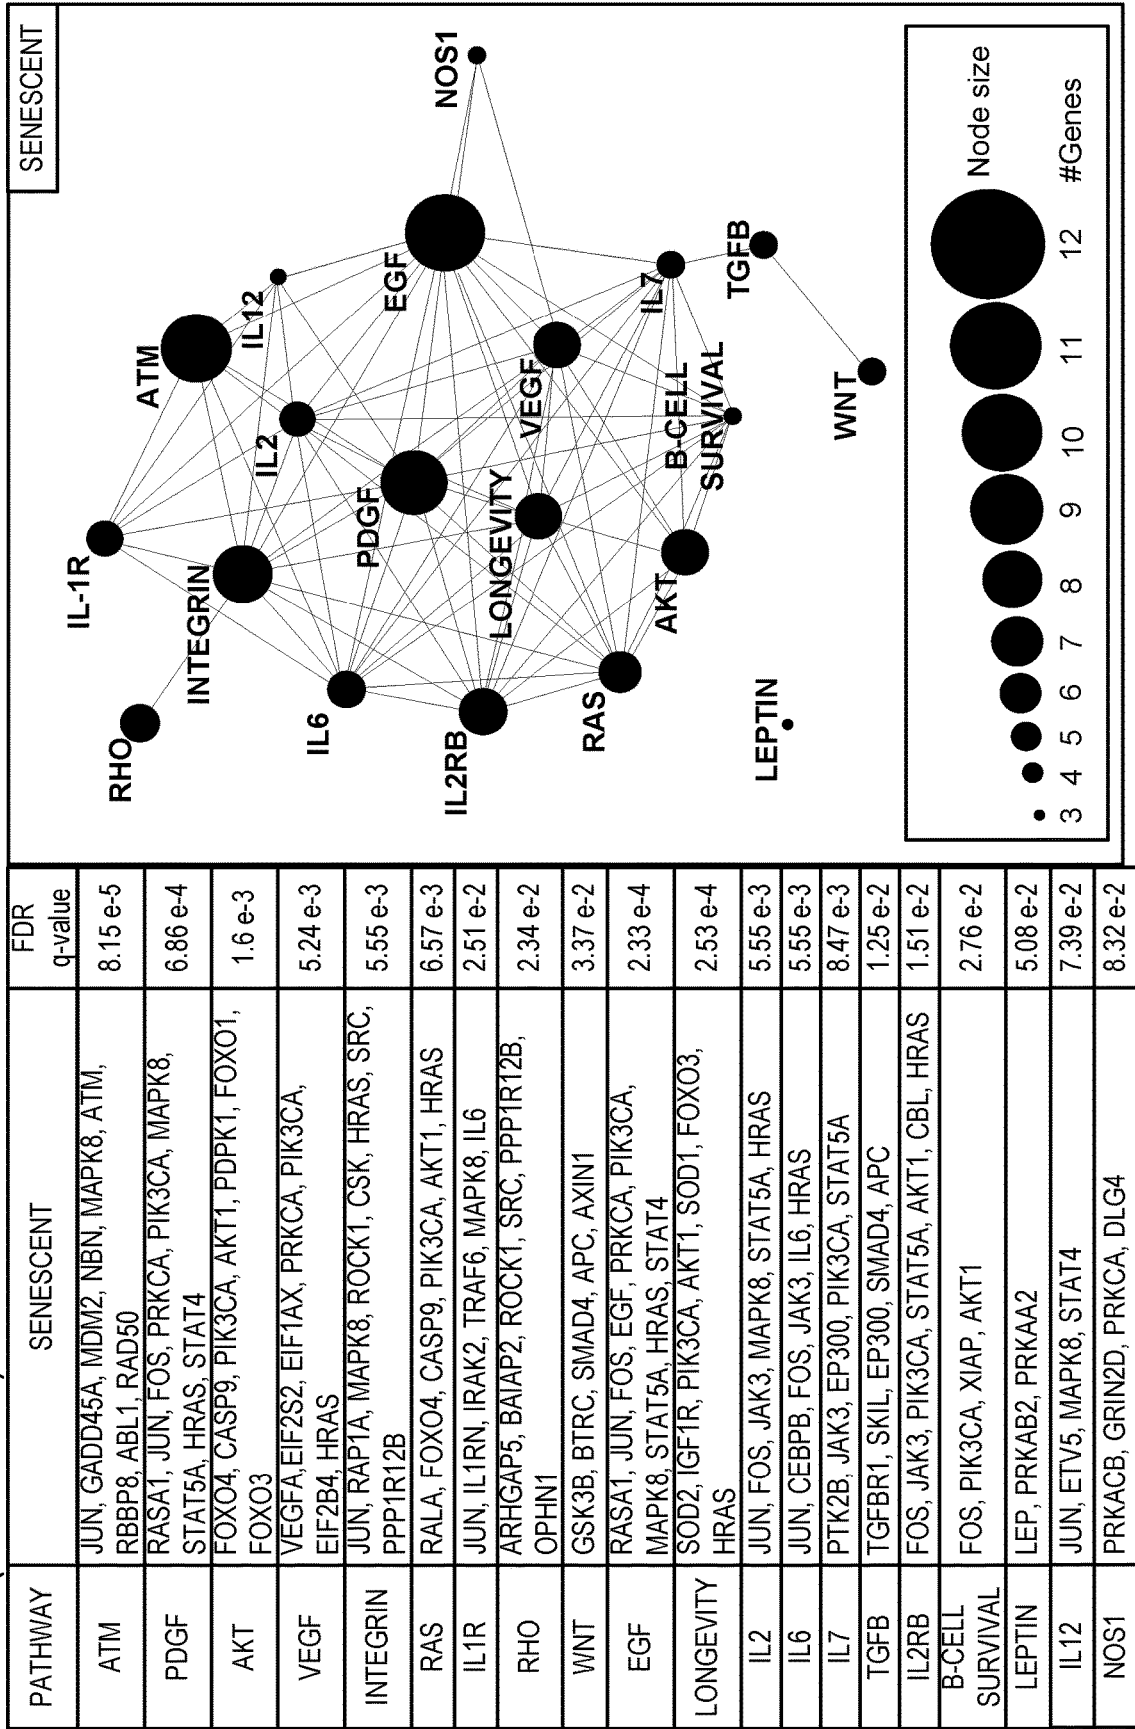 PATHWAY
SENESCENT
FDR
q-value
ATM
JUN, GADD45A, MDM2, NBN, MAPK8, ATM,
RBBP8, ABL1, RAD50
8.15 e-5
PDGF
RASA1, JUN, FOS, PRKCA, PIK3CA, MAPK8,
STAT5A, HRAS, STAT4
6.86 e-4
AKT
FOXO4, CASP9, PIK3CA, AKT1, PDPK1, FOXO1,
FOXO3
1.6 e-3
VEGF
VEGFA, EIF2S2, EIF1AX, PRKCA, PIK3CA,
EIF2B4, HRAS
5.24 e-3
INTEGRIN
JUN, RAP1A, MAPK8, ROCK1, CSK, HRAS, SRC,
PPP1R12B
5.55 e-3
RAS
RALA, FOXO4, CASP9, PIK3CA, AKT1, HRAS
6.57 e-3
IL1R
JUN, IL1RN, IRAK2, TRAF6, MAPK8, IL6
2.51 e-2
RHO
ARHGAP5, BAIAP2, ROCK1, SRC, PPP1R12B,
OPHN1
2.34 e-2
WNT
GSK3B, BTRC, SMAD4, APC, AXIN1
3.37 e-2
EGF
RASA1, JUN, FOS, EGF, PRKCA, PIK3CA,
MAPK8, STAT5A, HRAS, STAT4
2.33 e-4
LONGEVITY
SOD2, IGF1R, PIK3CA, AKT1, SOD1, FOXO3,
HRAS
2.53 e-4
IL2
JUN, FOS, JAK3, MAPK8, STAT5A, HRAS
5.55 e-3
IL6
JUN, CEBPB, FOS, JAK3, IL6, HRAS
5.55 e-3
IL7
PTK2B, JAK3, EP300, PIK3CA, STAT5A
8.47 e-3
TGFB
TGFBR1, SKIL, EP300, SMAD4, APC
1.25 e-2
IL2RB
FOS, JAK3, PIK3CA, STAT5A, AKT1, CBL, HRAS
1.51 e-2
B-CELL
SURVIVAL
FOS, PIK3CA, XIAP, AKT1
2.76 e-2
LEPTIN
LEP, PRKAB2, PRKAA2
5.08 e-2
IL12
JUN, ETV5, MAPK8, STAT4
7.39 e-2
NOS1
PRKACB, GRIN2D, PRKCA, DLG4
8.32 e-2
SENESCENT
RHO
IL-1R
ATM
IL12
NOS1
INTEGRIN
IL2
EGF
IL6
PDGF
IL2RB
LONGEVITY
VEGF
RAS
AKT
B-CELL
SURVIVAL
IL7
TGFB
LEPTIN
WNT
Node size
3 4 5 6 7 8 9 10 11 12 #Genes